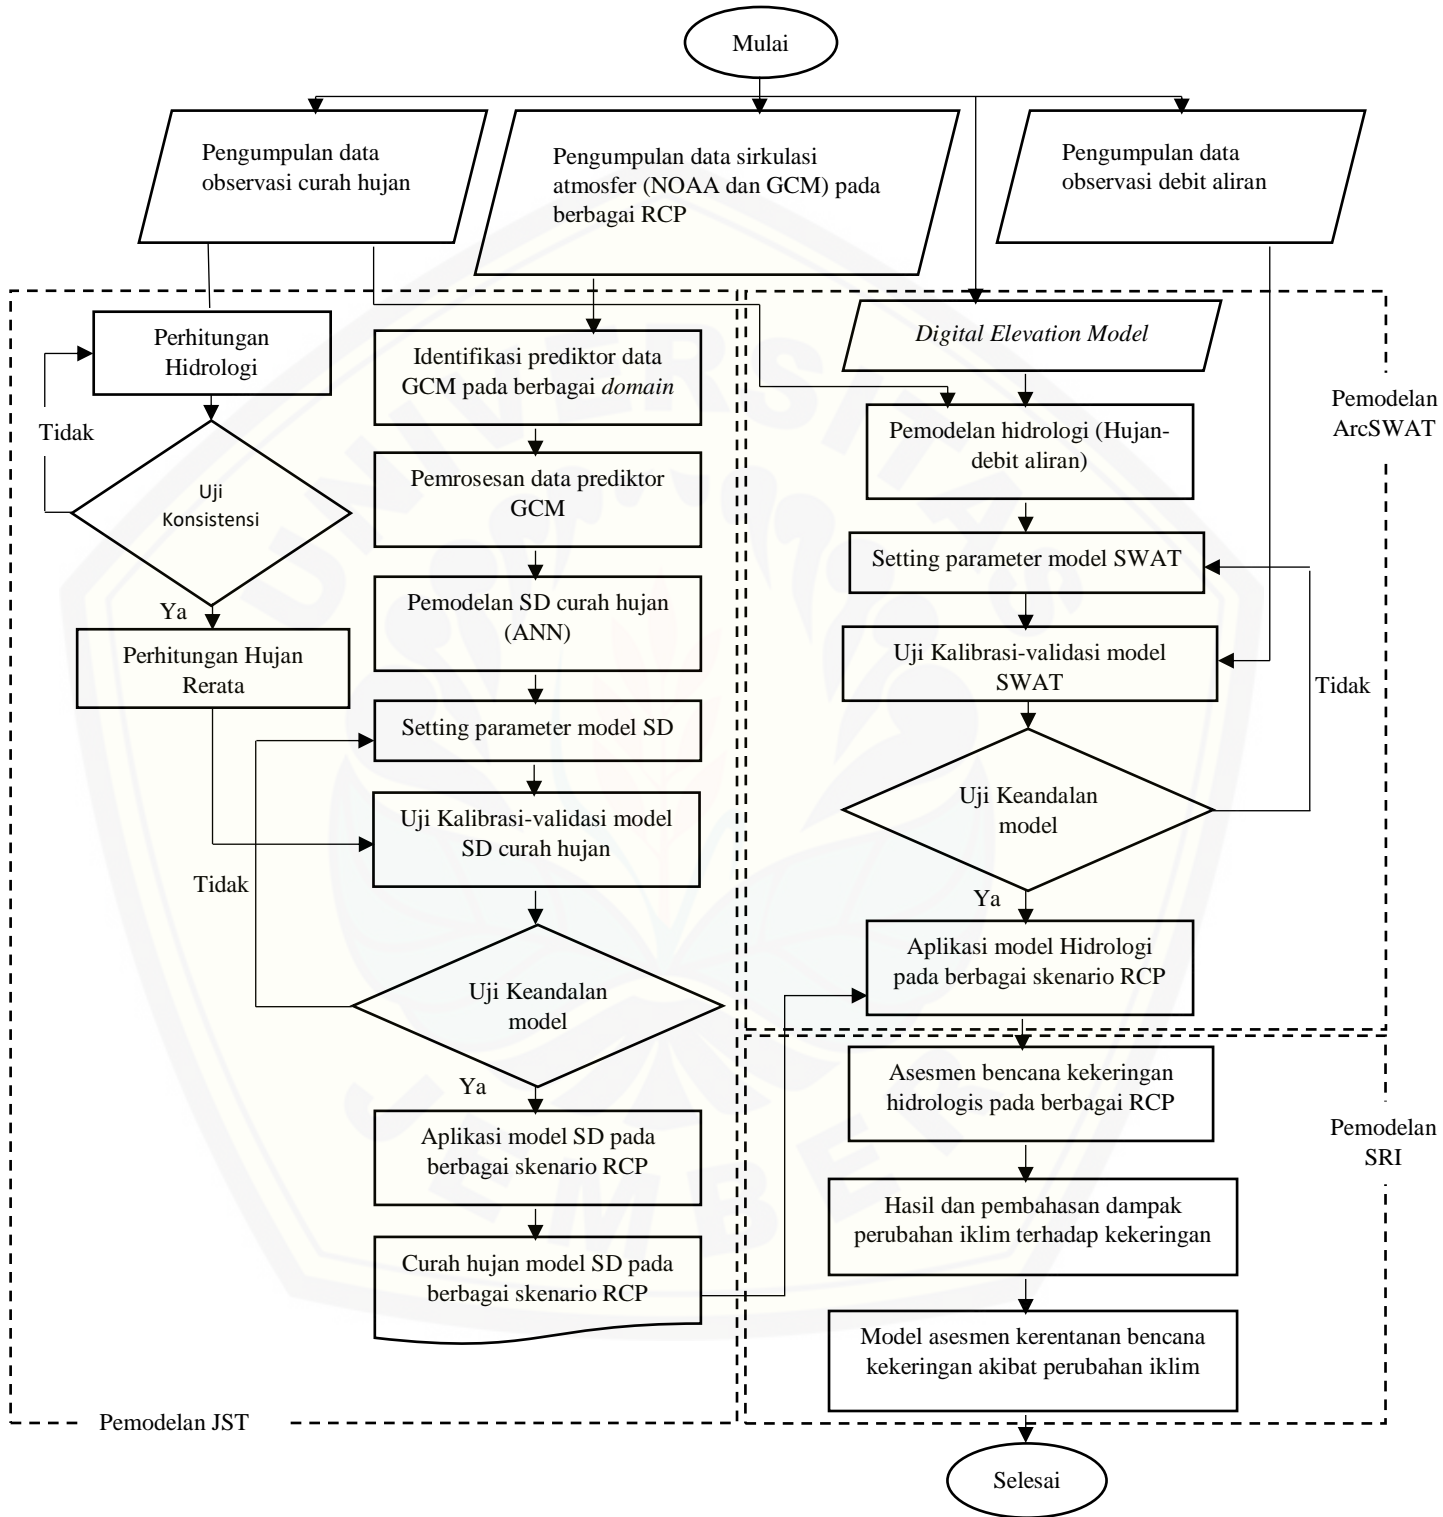 Mulai
Pengumpulan data
observasi curah hujan
Pengumpulan data sirkulasi
atmosfer (NOAA dan GCM) pada
berbagai RCP
Pengumpulan data
observasi debit aliran
Perhitungan
Hidrologi
Tidak
Uji
Konsistensi
Ya
Perhitungan Hujan
Rerata
Identifikasi prediktor data
GCM pada berbagai domain
Pemrosesan data prediktor
GCM
Pemodelan SD curah hujan
(ANN)
Setting parameter model SD
Uji Kalibrasi-validasi model
SD curah hujan
Tidak
Uji Keandalan
model
Ya
Aplikasi model SD pada
berbagai skenario RCP
Curah hujan model SD pada
berbagai skenario RCP
Pemodelan JST
Digital Elevation Model
Pemodelan hidrologi (Hujan-
debit aliran)
Setting parameter model SWAT
Uji Kalibrasi-validasi model
SWAT
Tidak
Uji Keandalan
model
Ya
Aplikasi model Hidrologi
pada berbagai skenario RCP
Pemodelan
ArcSWAT
Asesmen bencana kekeringan
hidrologis pada berbagai RCP
Hasil dan pembahasan dampak
perubahan iklim terhadap kekeringan
Model asesmen kerentanan bencana
kekeringan akibat perubahan iklim
Pemodelan
SRI
Selesai
UNIVERSITAS
JEMBER